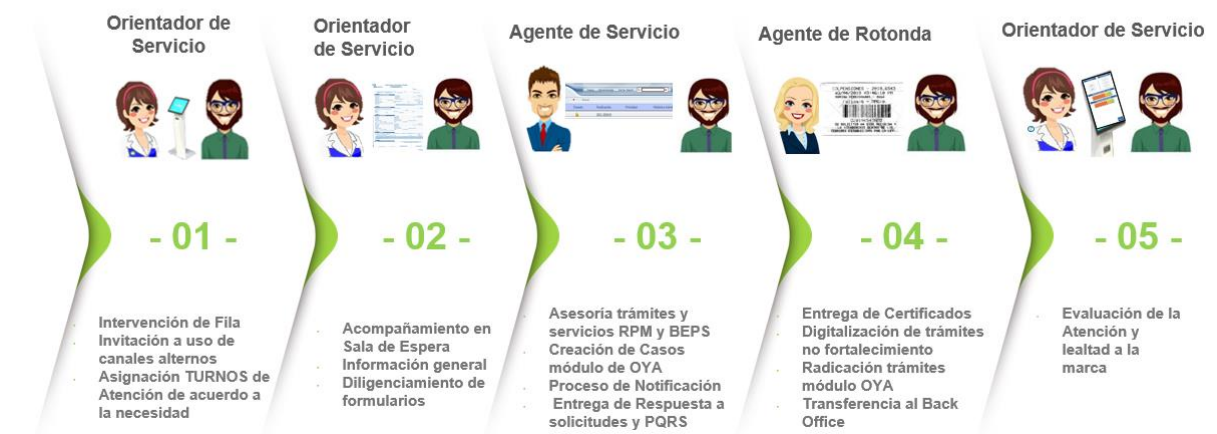 Orientador de
Servicio
Orientador
de Servicio
Agente de Servicio
Agente de Rotonda
Orientador de Servicio
- 01 -
- 02 -
- 03 -
- 04 -
- 05 -
Intervención de Fila
Invitación a uso de
canales alternos
Asignación TURNOS de
Atención de acuerdo a
la necesidad
Acompañamiento en
Sala de Espera
Información general
Diligenciamiento de
formularios
Asesoría trámites y
servicios RPM y BEPS
Creación de Casos
módulo de OYA
Proceso de Notificación
Entrega de Respuesta a
solicitudes y PQRS
Entrega de Certificados
Digitalización de trámites
no fortalecimiento
Radicación trámites
módulo OYA
Transferencia al Back
Office
Evaluación de la
Atención y
lealtad a la
marca